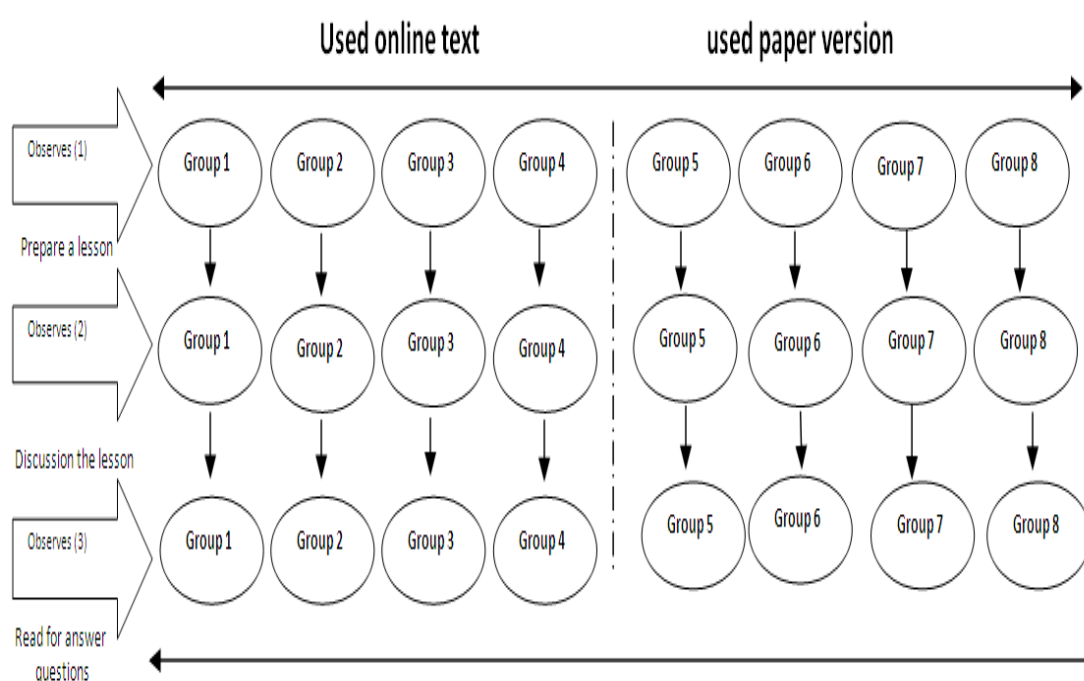 Used online text
used paper version
Observes (1)
Group 1
Group 2
Group 3
Group 4
Group 5
Group 6
Group 7
Group 8
Prepare a lesson
Observes (2)
Group 1
Group 2
Group 3
Group 4
Group 5
Group 6
Group 7
Group 8
Discussion the lesson
Observes (3)
Group 1
Group 2
Group 3
Group 4
Group 5
Group 6
Group 7
Group 8
Read for answer
questions